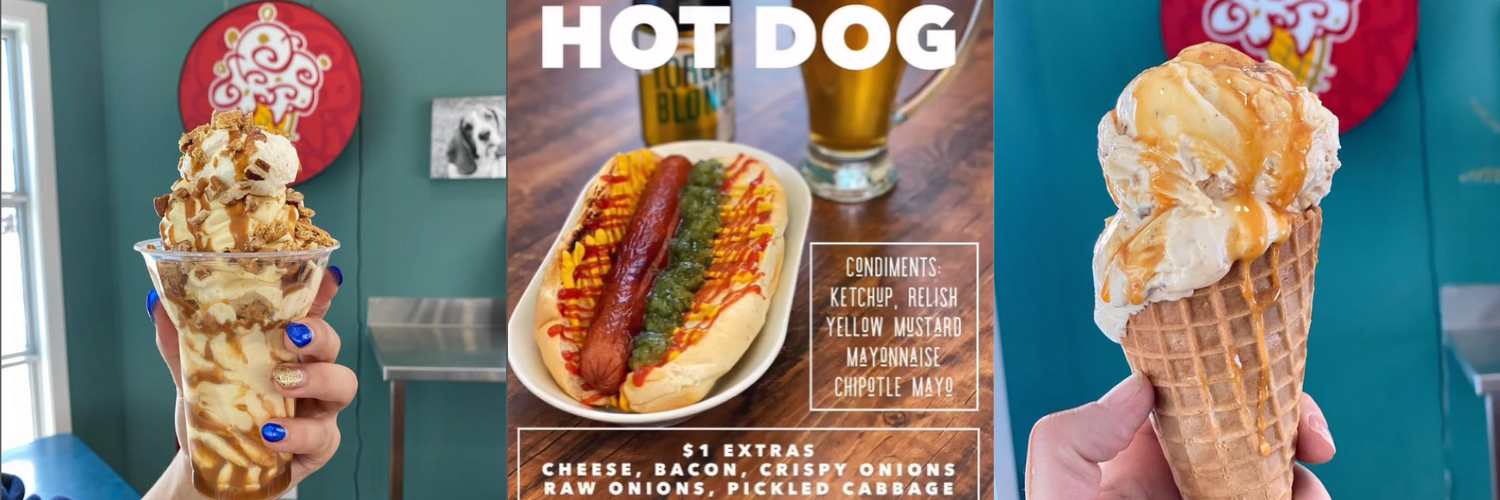 HOT DOG
BLOND
CONDIMENTS:
KETCHUP, RELISH
YELLOW MUSTARD
MAYONNAISE
CHIPOTLE MAYO
$1 EXTRAS
CHEESE, BACON, CRISPY ONIONS
RAW ONIONS, PICKLED CABBAGE